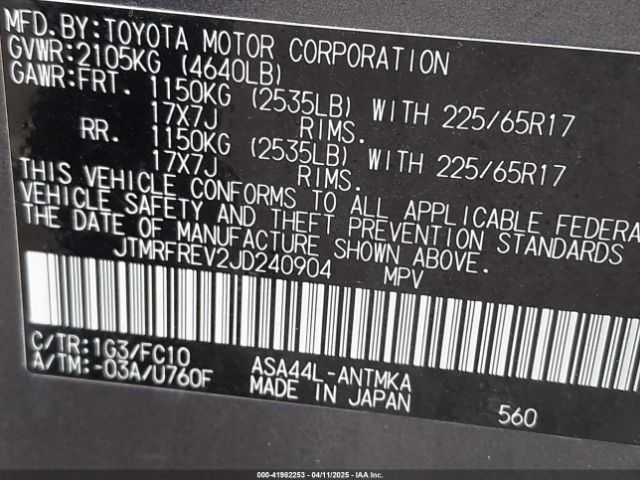 MFD.BY:TOYOTA MOTOR CORPORATION
GVWR:2105KG (4640LB)
GAWR:FRT. 1150KG (2535LB) WITH 225/65R17
17X7J RIMS.
RR. 1150KG (2535LB) WITH 225/65R17
17X7J RIMS.
THIS VEHICLE CONFORMS TO ALL APPLICABLE FEDERA
VEHICLE SAFETY AND THEFT PREVENTION STANDARDS
THE DATE OF MANUFACTURE SHOWN ABOVE.
JTMRFREV2JD240904 MPV
C/TR:1G3/FC10
A/TM:-03A/U760F
ASA44L-ANTMKA
MADE IN JAPAN
560
000-41982253 - 04/11/2025 - IAAI.COM